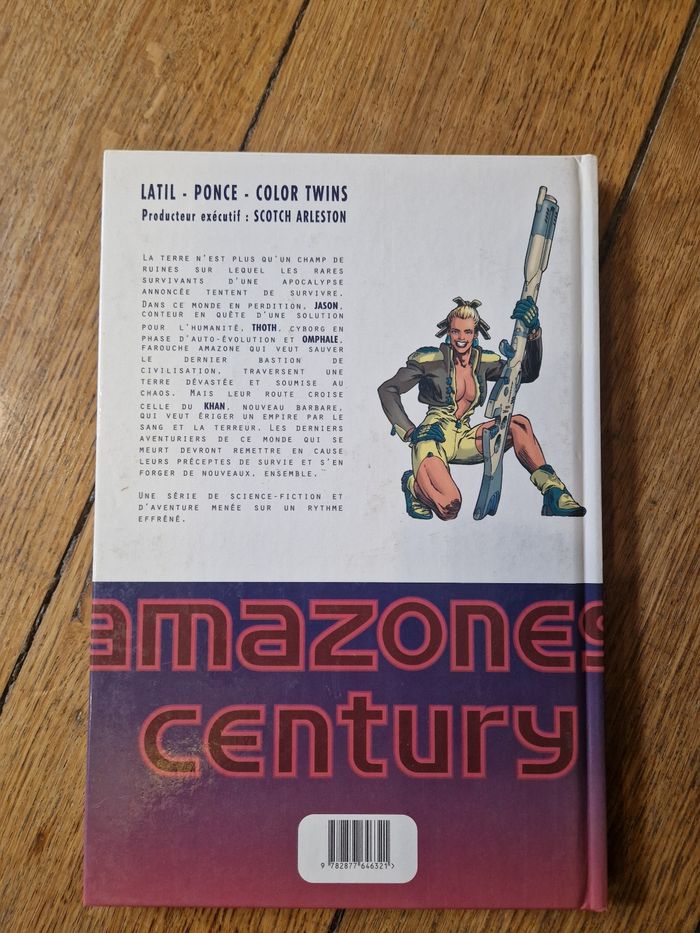 LATIL - PONCE - COLOR TWINS
Producteur exécutif : SCOTCH ARLESTON
LA TERRE N'EST PLUS QU'UN CHAMP DE
RUINES SUR LEQUEL LES RARES
SURVIVANTS D'UNE APOCALYPSE
ANNONCÉE TENTENT DE SURVIVRE.
DANS CE MONDE EN PERDITION, JASON,
CONTEUR EN QUÊTE D'UNE SOLUTION
POUR L'HUMANITÉ, THOTH, CYBORG EN
PHASE D'AUTO-ÉVOLUTION ET OMPHALE,
FAROUCHE AMAZONE QUI VEUT SAUVER
LE DERNIER BASTION DE
CIVILISATION, TRAVERSENT UNE
TERRE DÉVASTÉE ET SOUMISE AU
CHAOS. MAIS LEUR ROUTE CROISE
CELLE DU KHAN, NOUVEAU BARBARE,
QUI VEUT ÉRIGER UN EMPIRE PAR LE
SANG ET LA TERREUR. LES DERNIERS
AVENTURIERS DE CE MONDE QUI SE
MEURT DEVRONT REMETTRE EN CAUSE
LEURS PRÉCEPTES DE SURVIE ET S'EN
FORGER DE NOUVEAUX, ENSEMBLE.
UNE SÉRIE DE SCIENCE-FICTION ET
D'AVENTURE MENÉE SUR UN RYTHME
EFFRÉNÉ.
amazones
century
9 782877 646321>